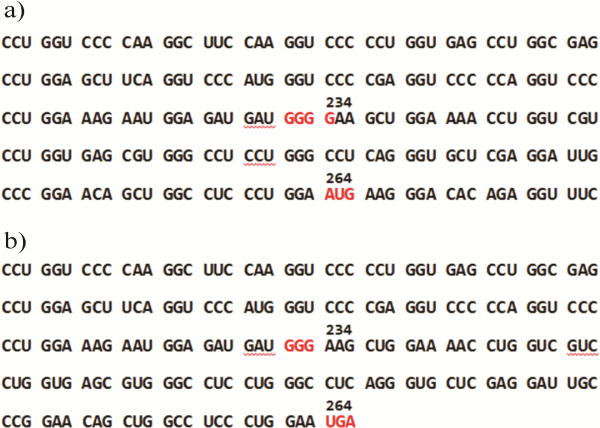 a)
CCU GGU CCC CAA GGC UUC CAA GGU CCC CCU GGU GAG CCU GGC GAG
CCU GGA GCU UCA GGU CCC AUG GGU CCC CGA GGU CCC CCA GGU CCC
234
CCU GGA AAG AAU GGA GAU GAU GGG GAA GCU GGA AAA CCU GGU CGU
CCU GGU GAG CGU GGG CCU CCU GGG CCU CAG GGU GCU CGA GGA UUG
264
CCC GGA ACA GCU GGC CUC CCU GGA AUG AAG GGA CAC AGA GGU UUC
b)
CCU GGU CCC CAA GGC UUC CAA GGU CCC CCU GGU GAG CCU GGC GAG
CCU GGA GCU UCA GGU CCC AUG GGU CCC CGA GGU CCC CCA GGU CCC
234
CCU GGA AAG AAU GGA GAU GAU GGG AAG CUG GAA AAC CUG GUC GUC
CUG GUG AGC GUG GGC CUC CUG GGC CUC AGG GUG CUC GAG GAU UGC
264
CCG GAA CAG CUG GCC UCC CUG GAA UGA